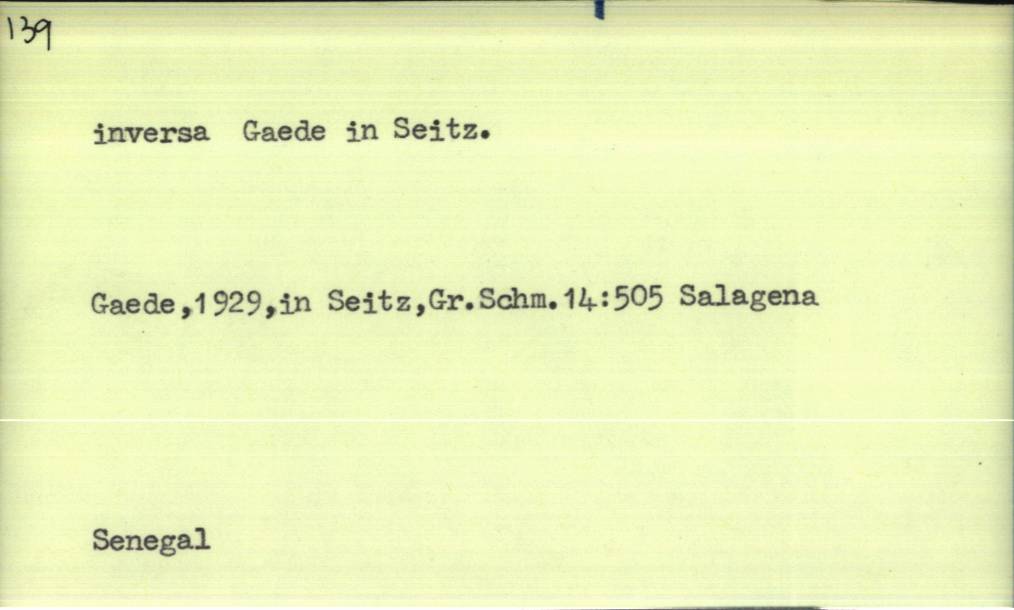 139
inversa Gaede in Seitz.
Gaede,1929,in Seitz,Gr.Schm.14:505 Salagena
Senegal